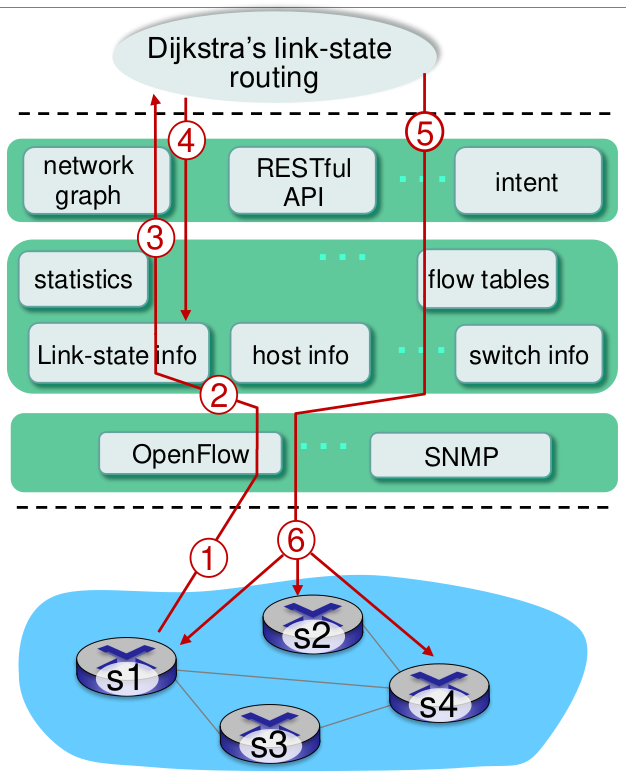 Dijkstra's link-state
routing
4
5
network
graph
RESTful
API
intent
3
statistics
flow tables
Link-state info
host info
switch info
2
OpenFlow
SNMP
1
6
s2
s1
s4
s3